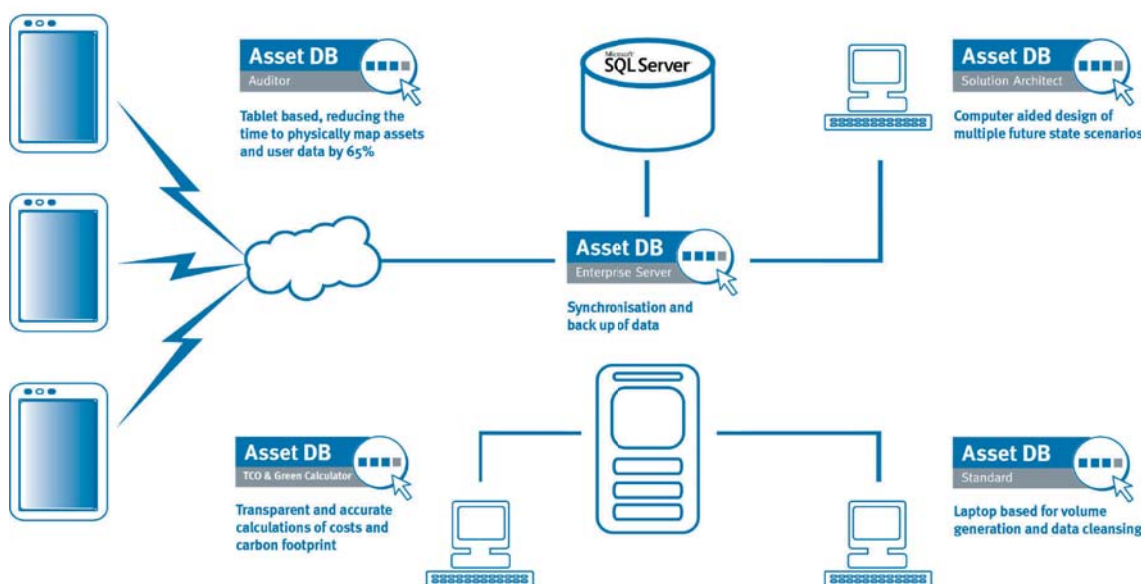 Asset DB
Auditor
Tablet based, reducing the
time to physically map assets
and user data by 65%
Microsoft
SQL Server
Asset DB
Solution Architect
Computer aided design of
multiple future state scenarios
Asset DB
Enterprise Server
Synchronisation and
back up of data
Asset DB
TCO & Green Calculator
Transparent and accurate
calculations of costs and
carbon footprint
Asset DB
Standard
Laptop based for volume
generation and data cleansing